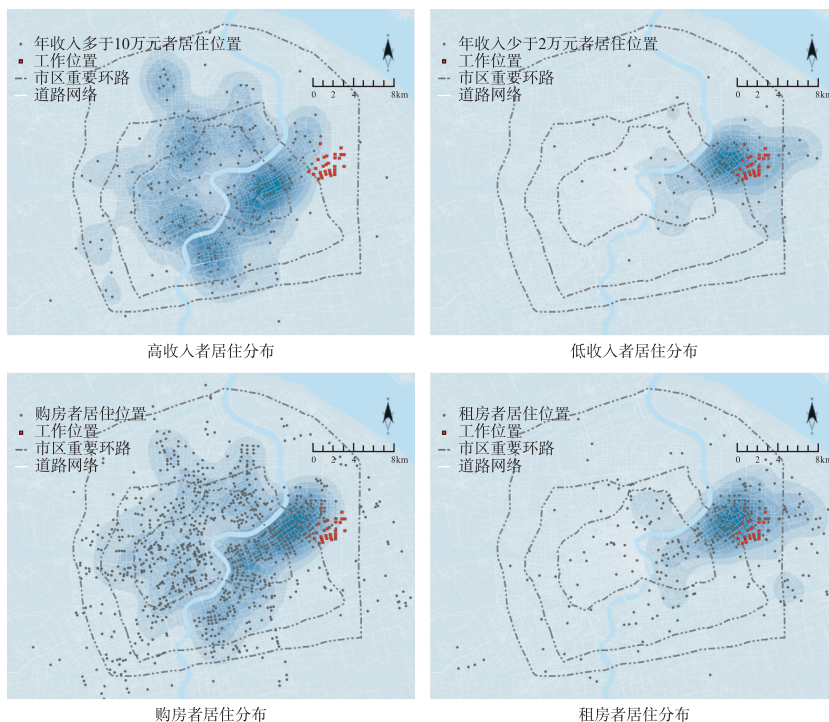 年收入多于10万元者居住位置
工作位置
市区重要环路
道路网络
0 2 4 8km
高收入者居住分布
年收入少于2万元者居住位置
工作位置
市区重要环路
道路网络
0 2 4 8km
低收入者居住分布
购房者居住位置
工作位置
市区重要环路
道路网络
0 2 4 8km
购房者居住分布
租房者居住位置
工作位置
市区重要环路
道路网络
0 2 4 8km
租房者居住分布